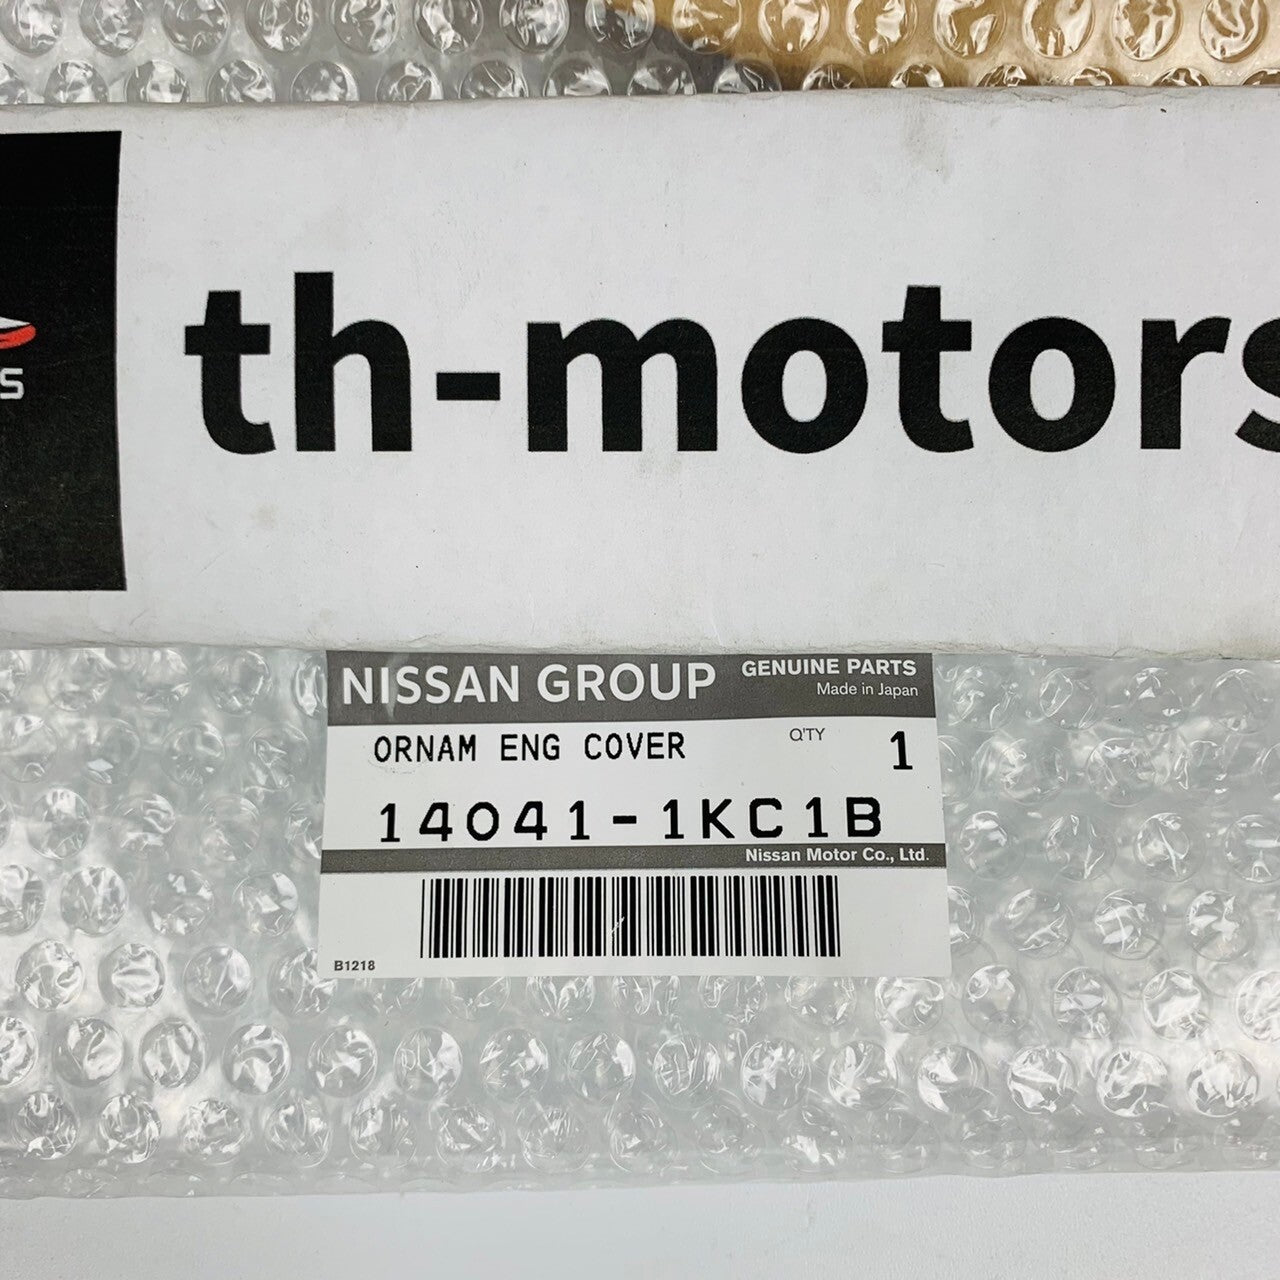 th-motors
S
NISSAN GROUP GENUINE PARTS
Made in Japan
ORNAM ENG COVER Q'TY 1
14041-1KC1B
Nissan Motor Co., Ltd.
B1218